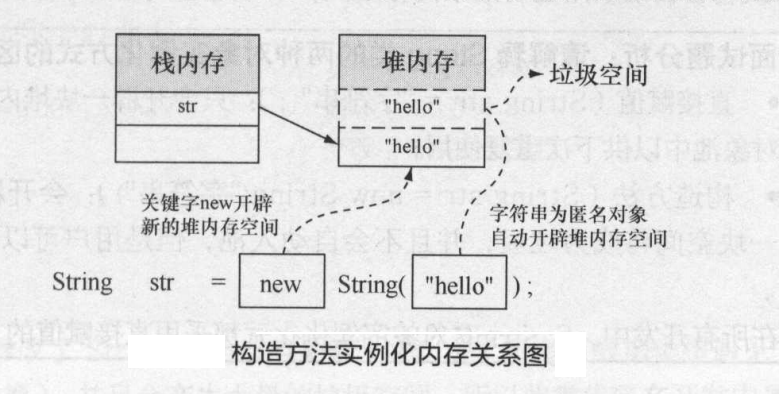 栈内存
堆内存
str
"hello"
垃圾空间
"hello"
关键字new开辟
新的堆内存空间
字符串为匿名对象
自动开辟堆内存空间
String str = new String( "hello" ) ;
构造方法实例化内存关系图